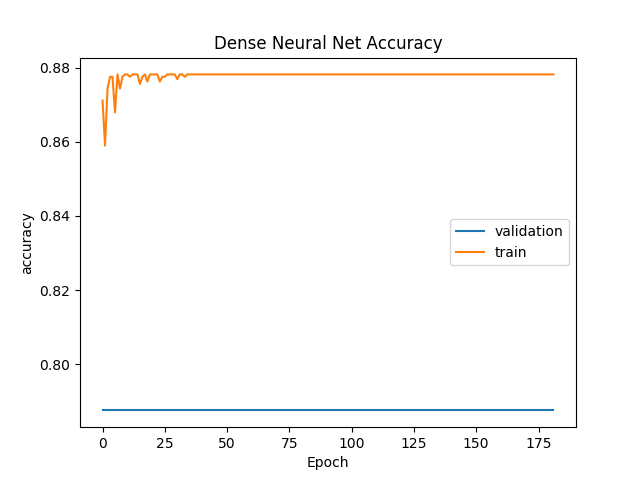 Dense Neural Net Accuracy
0.88
0.86
0.84
0.82
0.80
accuracy
validation
train
0 25 50 75 100 125 150 175
Epoch